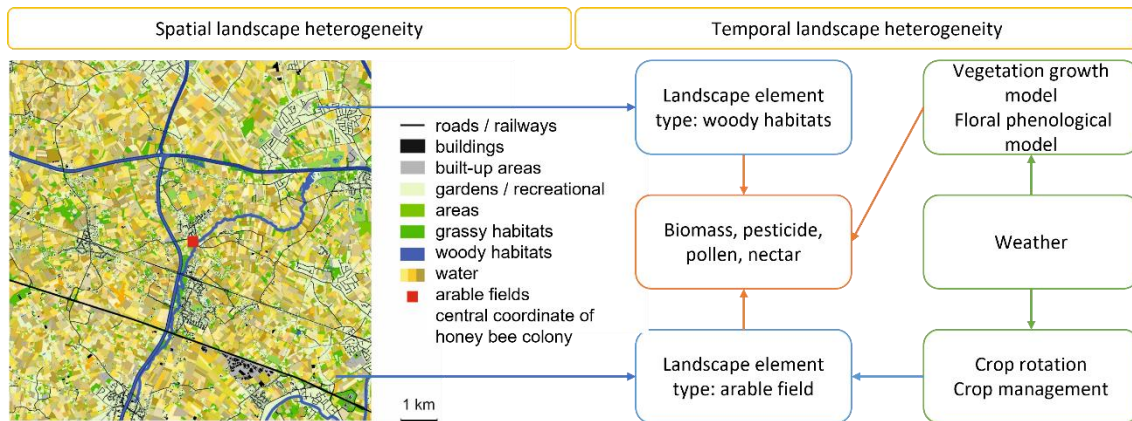 Spatial landscape heterogeneity
Temporal landscape heterogeneity
roads / railways
buildings
built-up areas
gardens / recreational
areas
grassy habitats
woody habitats
water
arable fields
central coordinate of
honey bee colony
1 km
Landscape element
type: woody habitats
Biomass, pesticide,
pollen, nectar
Landscape element
type: arable field
Vegetation growth
model
Floral phenological
model
Weather
Crop rotation
Crop management